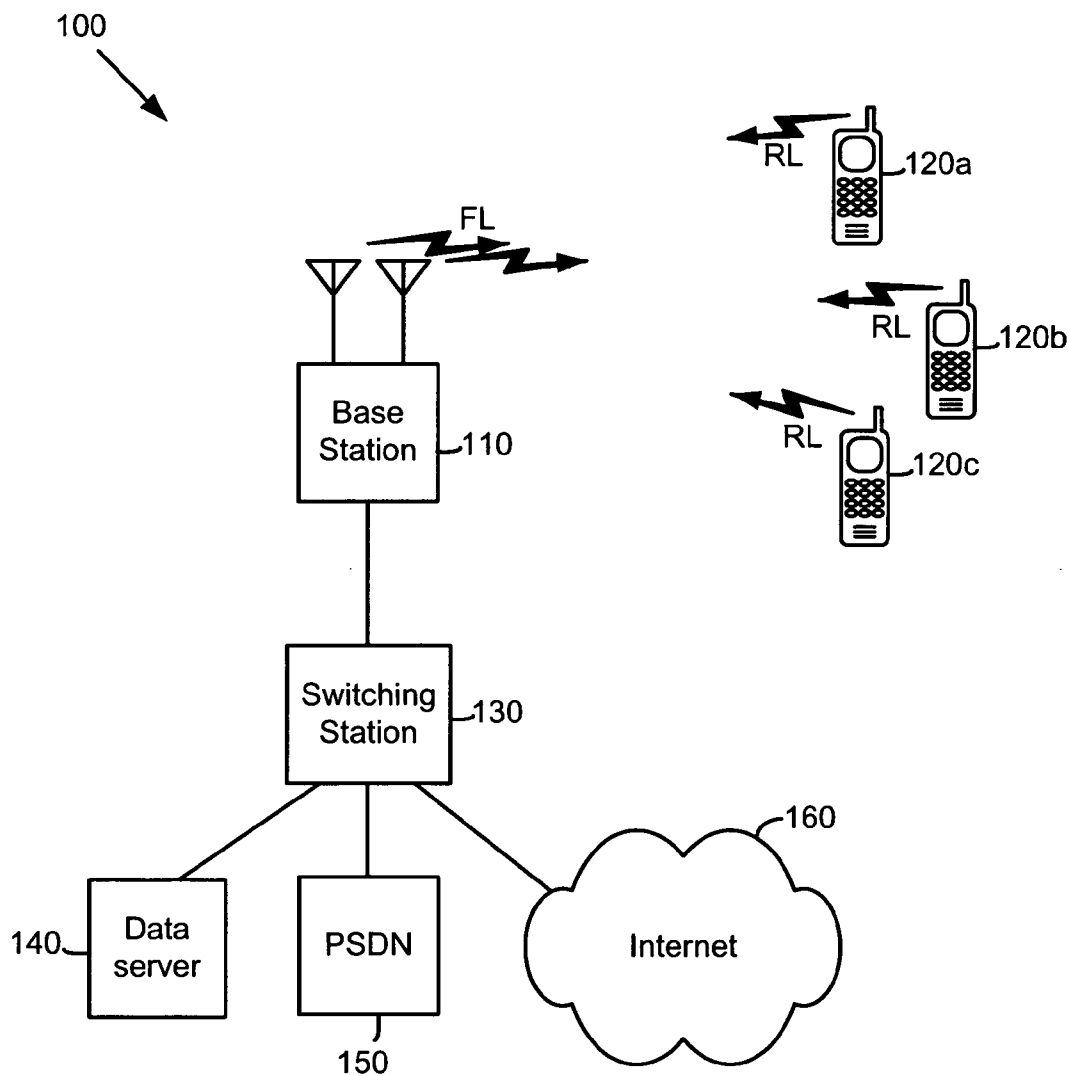 100
RL
120a
FL
RL
120b
Base
Station
110
RL
120c
Switching
Station
130
160
Data
server
140
PSDN
Internet
150